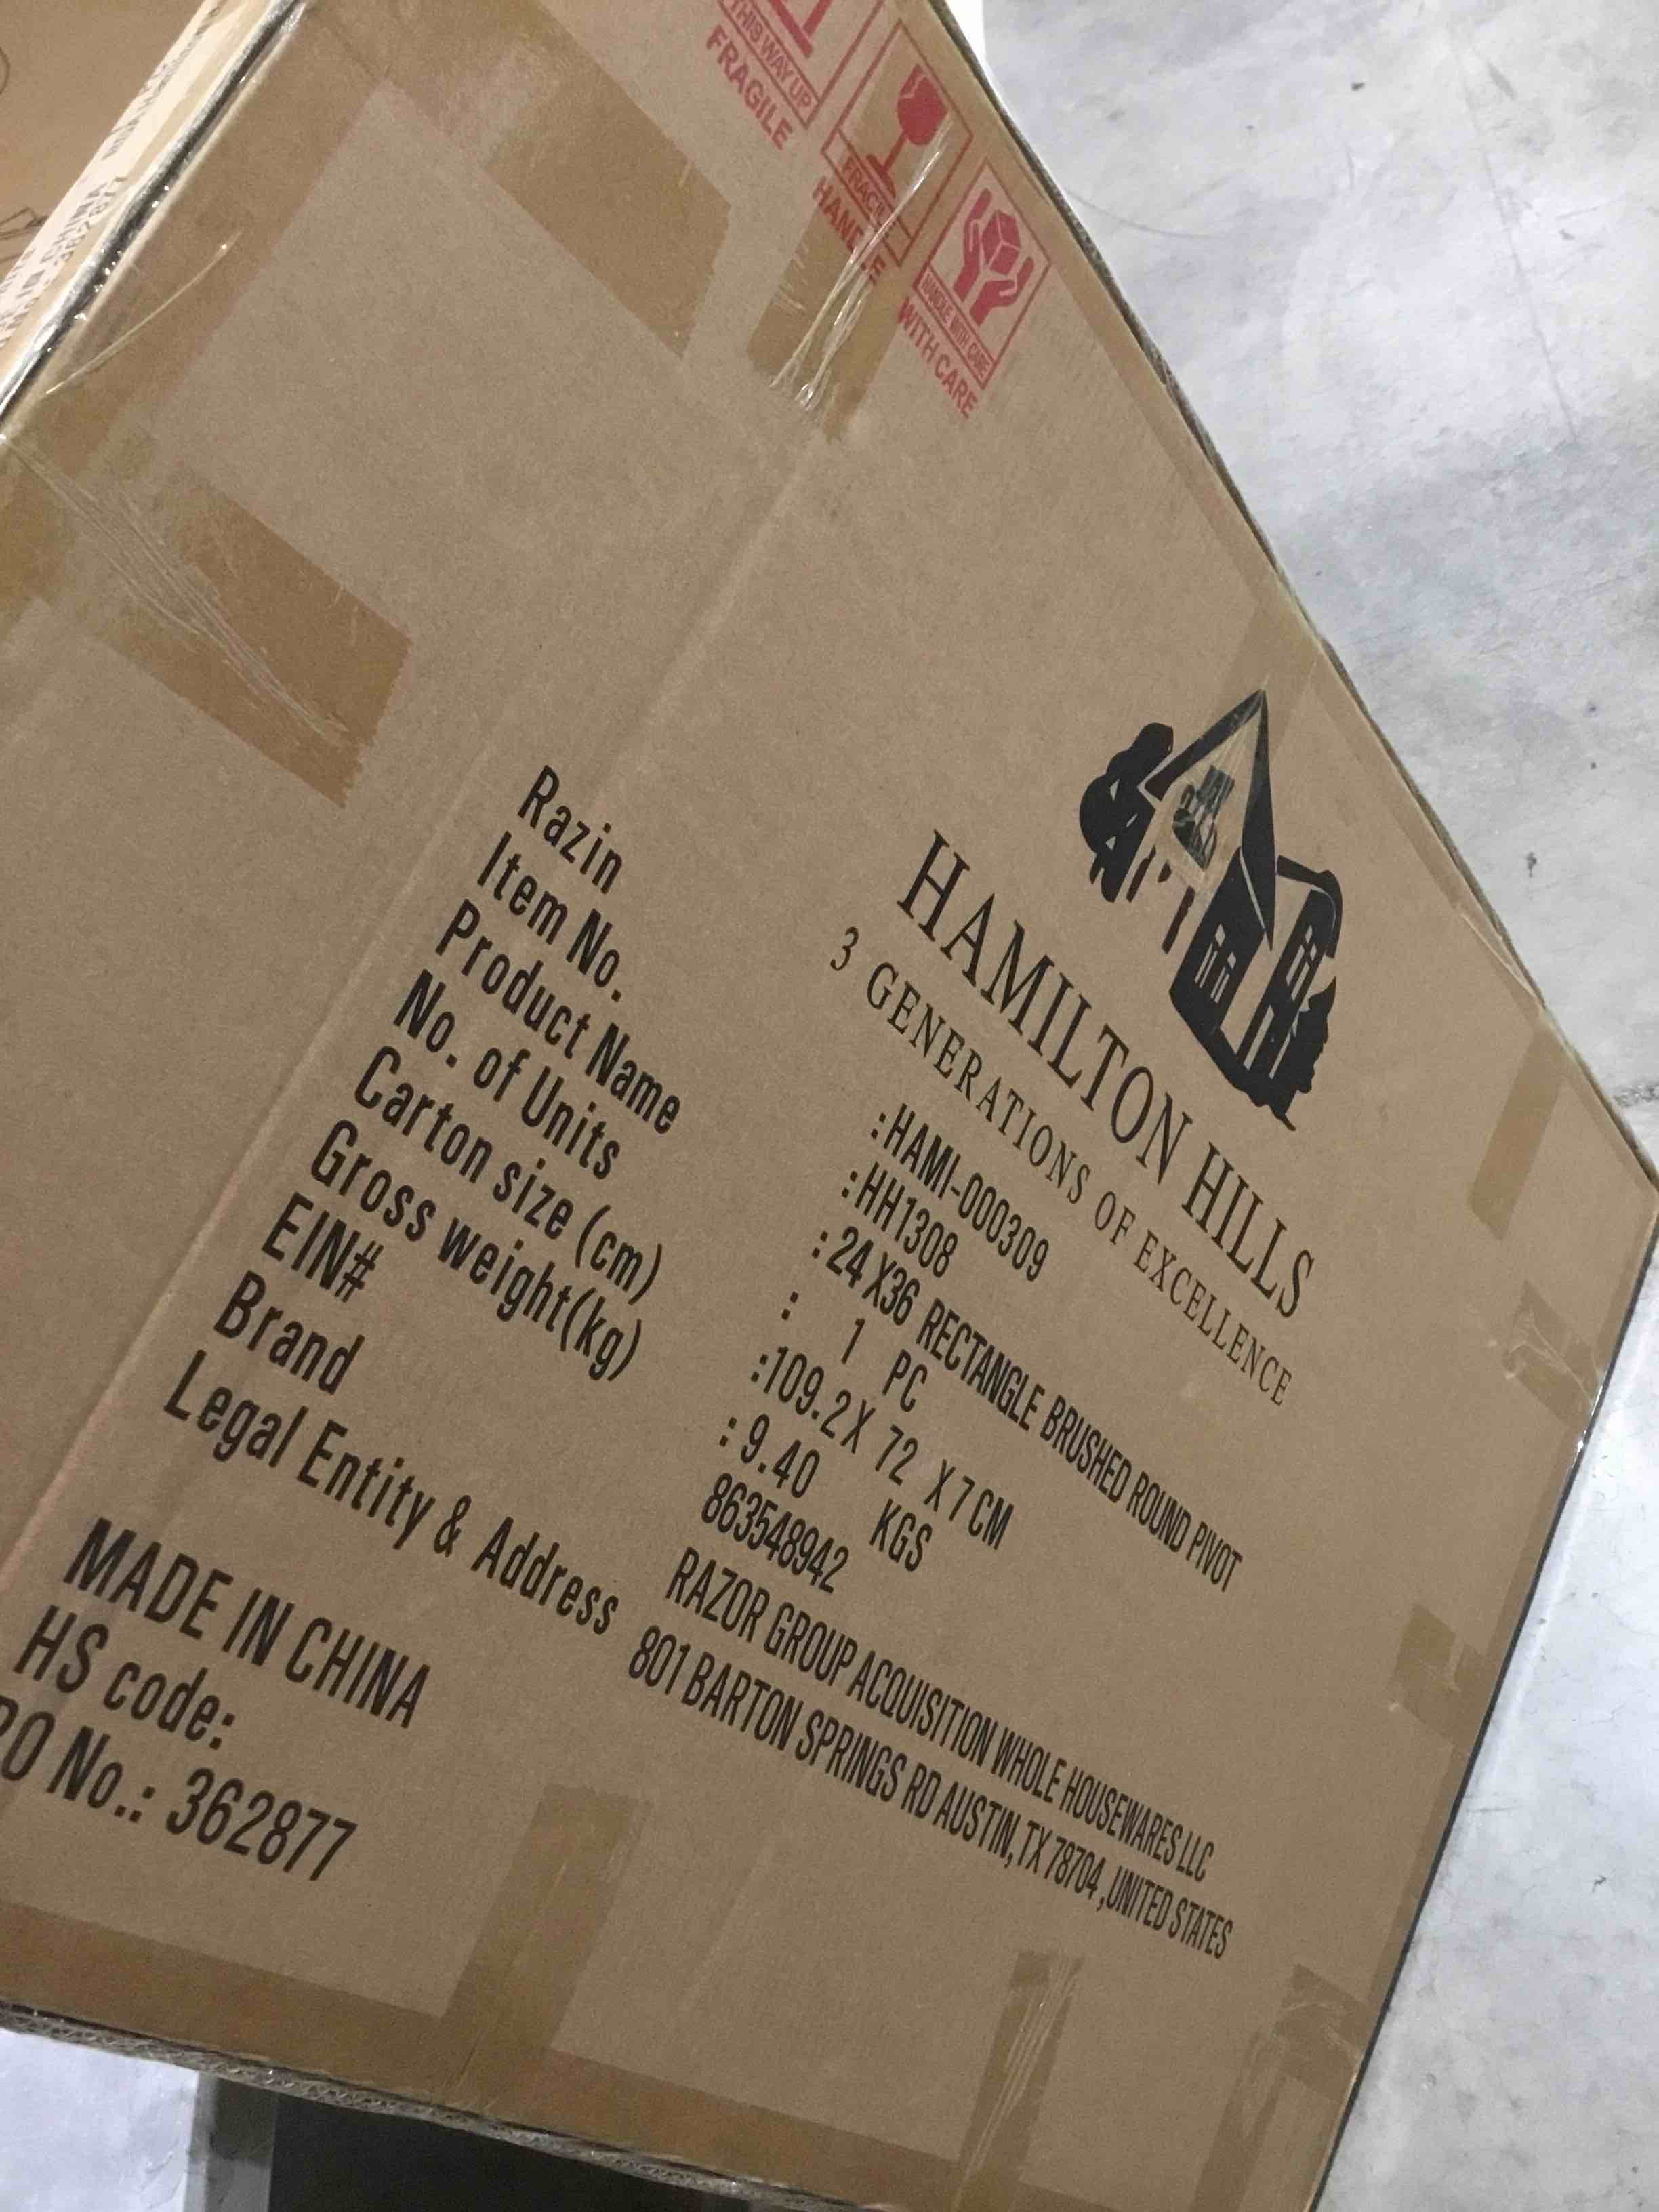 THIS WAY UP
FRAGILE
FRAGILE
HANDLE
HANDLE WITH CARE
WITH CARE
HAMILTON HILLS
3 GENERATIONS OF EXCELLENCE
Razin :HAMI-000309
Item No. :HH1308
Product Name :24 X36 RECTANGLE BRUSHED ROUND PIVOT
No. of Units : 1 PC
Carton size (cm) :109.2X 72 X 7 CM
Gross weight(kg) : 9.40 KGS
EIN# 863548942
Brand RAZOR GROUP ACQUISITION WHOLE HOUSEWARES LLC
Legal Entity & Address 801 BARTON SPRINGS RD AUSTIN, TX 78704 ,UNITED STATES
MADE IN CHINA
HS code:
PO No.: 362877